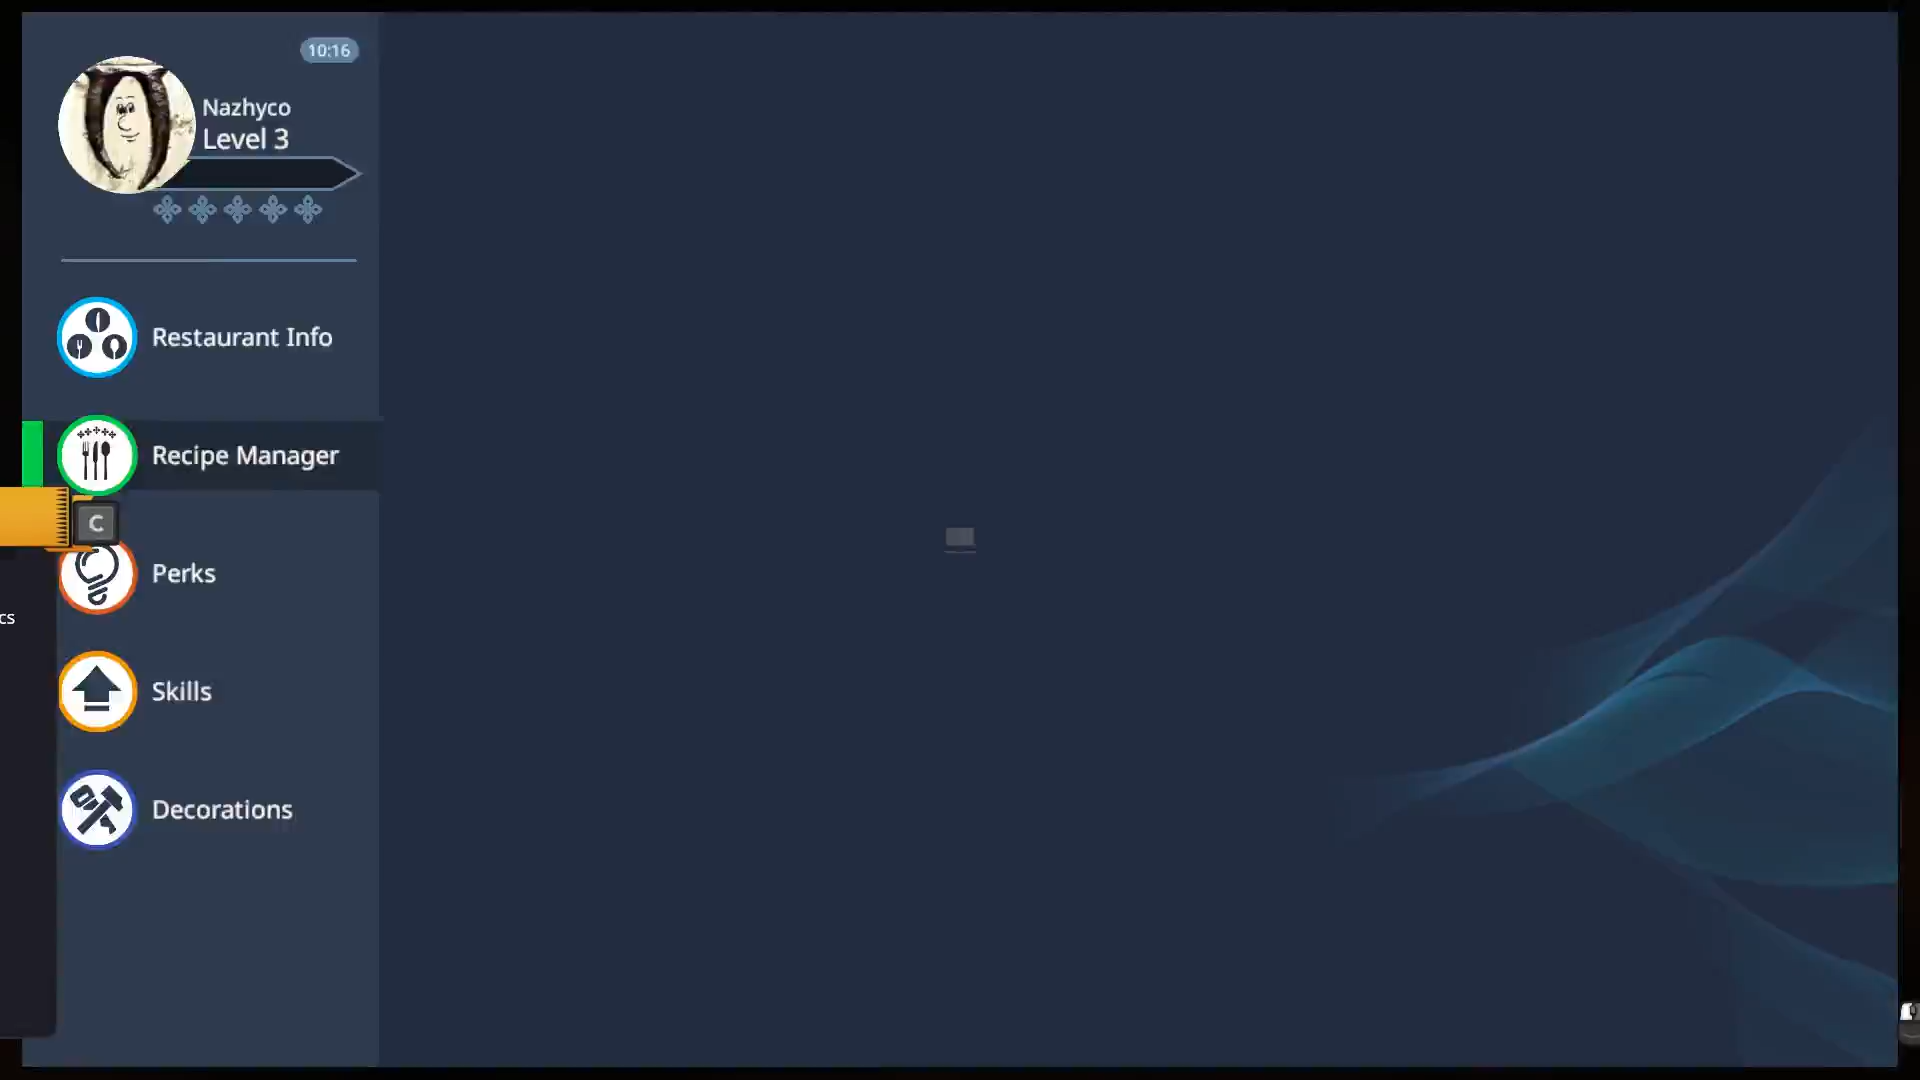 10:16
Nazhyco
Level 3
Restaurant Info
Recipe Manager
C
Perks
cs
Skills
Decorations